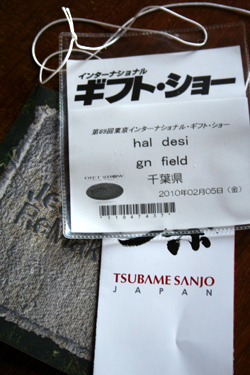 インターナショナル
ギフト・ショー
第69回東京インターナショナル・ギフト・ショー
hal desi
gn field
千葉県
2010年02月05日(金)
TSUBAME SANJO
JAPAN